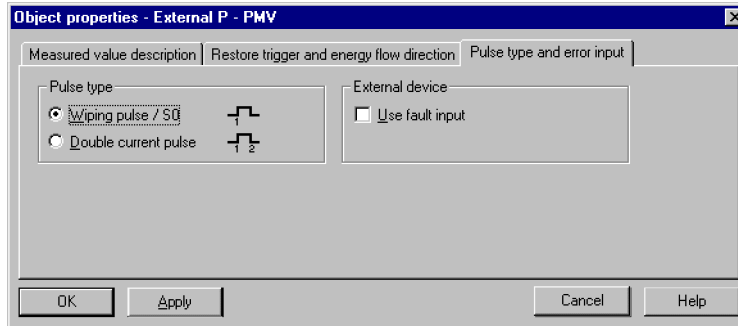 Object properties - External P - PMV
Measured value description Restore trigger and energy flow direction Pulse type and error input
Pulse type External device
Wiping pulse / S0 1 Use fault input
Double current pulse 1 2
OK Apply Cancel Help